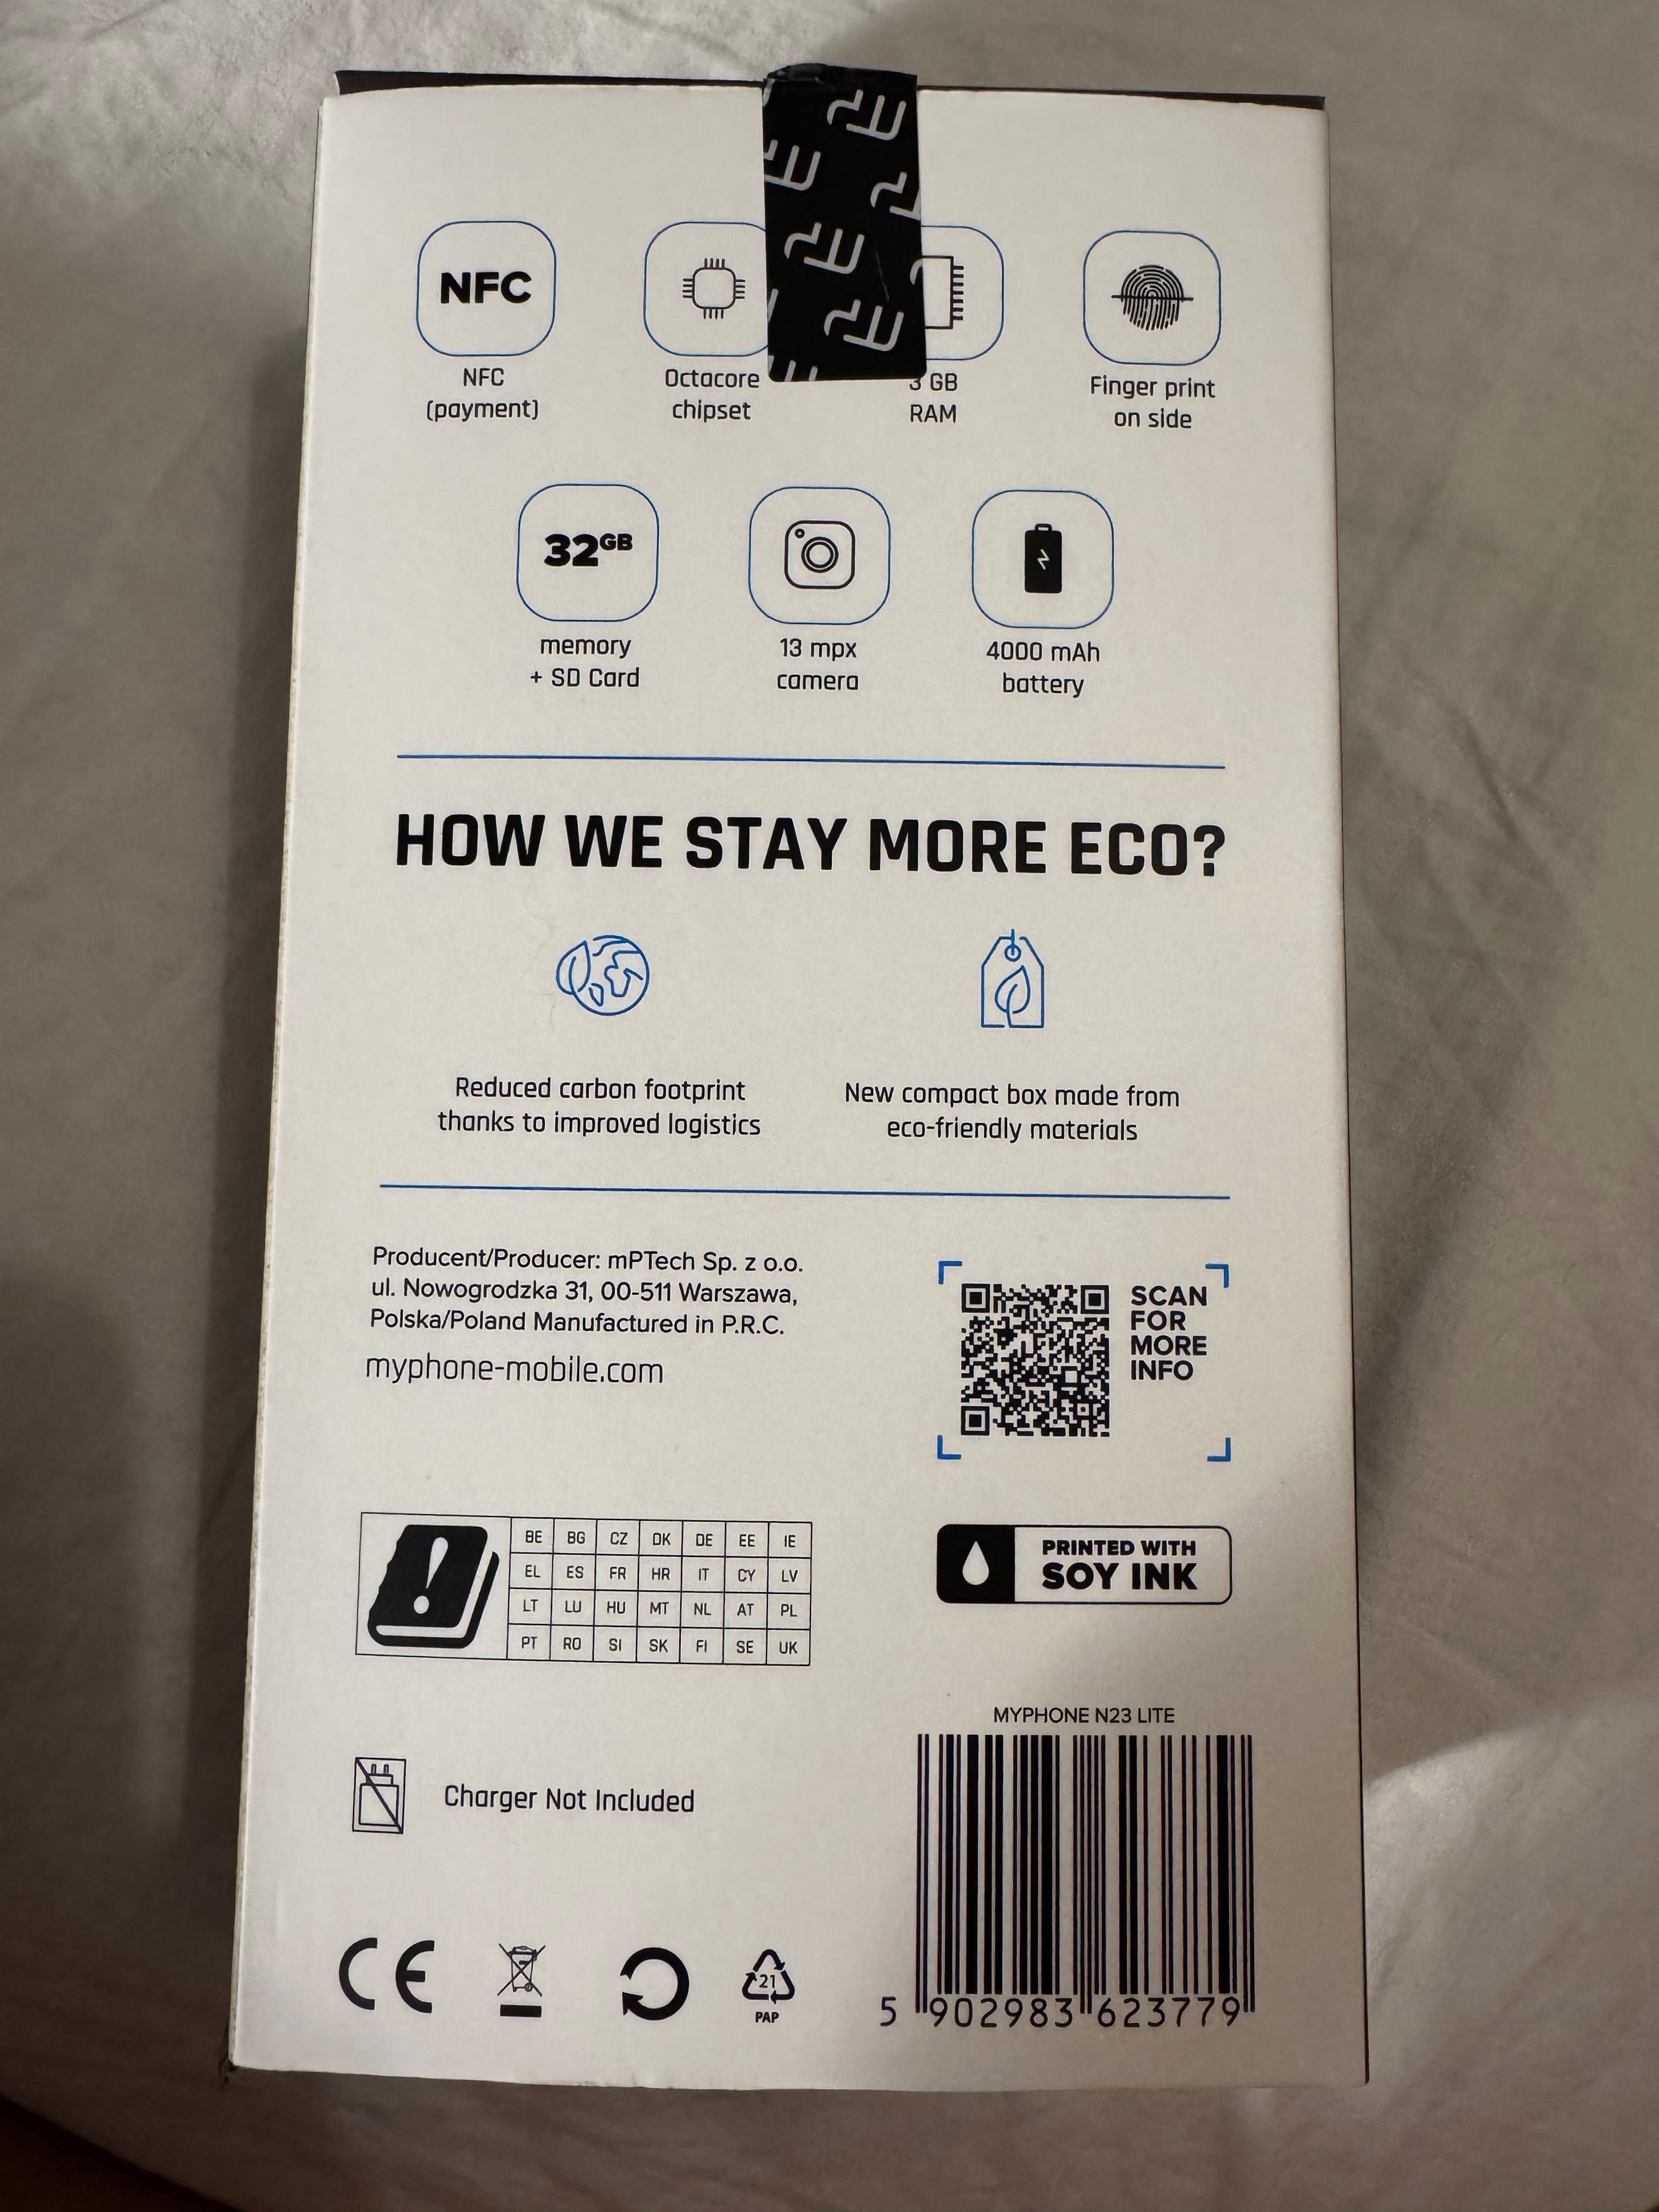 NFC
NFC
(payment)
Octacore
chipset
3 GB
RAM
Finger print
on side
32GB
memory
+ SD Card
13 mpx
camera
4000 mAh
battery
HOW WE STAY MORE ECO?
Reduced carbon footprint
thanks to improved logistics
New compact box made from
eco-friendly materials
Producent/Producer: mPTech Sp. z o.o.
ul. Nowogrodzka 31, 00-511 Warszawa,
Polska/Poland Manufactured in P.R.C.
myphone-mobile.com
SCAN
FOR
MORE
INFO
BE BG CZ DK DE EE IE
EL ES FR HR IT CY LV
LT LU HU MT NL AT PL
PT RO SI SK FI SE UK
PRINTED WITH
SOY INK
MYPHONE N23 LITE
Charger Not Included
CE
21
PAP
5 902983 623779